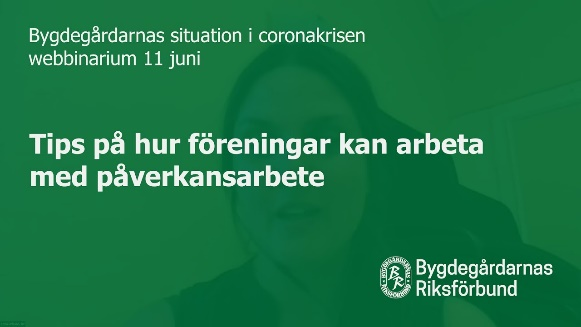 Bygdegårdarnas situation i coronakrisen
webbinarium 11 juni
Tips på hur föreningar kan arbeta
med påverkansarbete
Bygdegårdarnas
Riksförbund